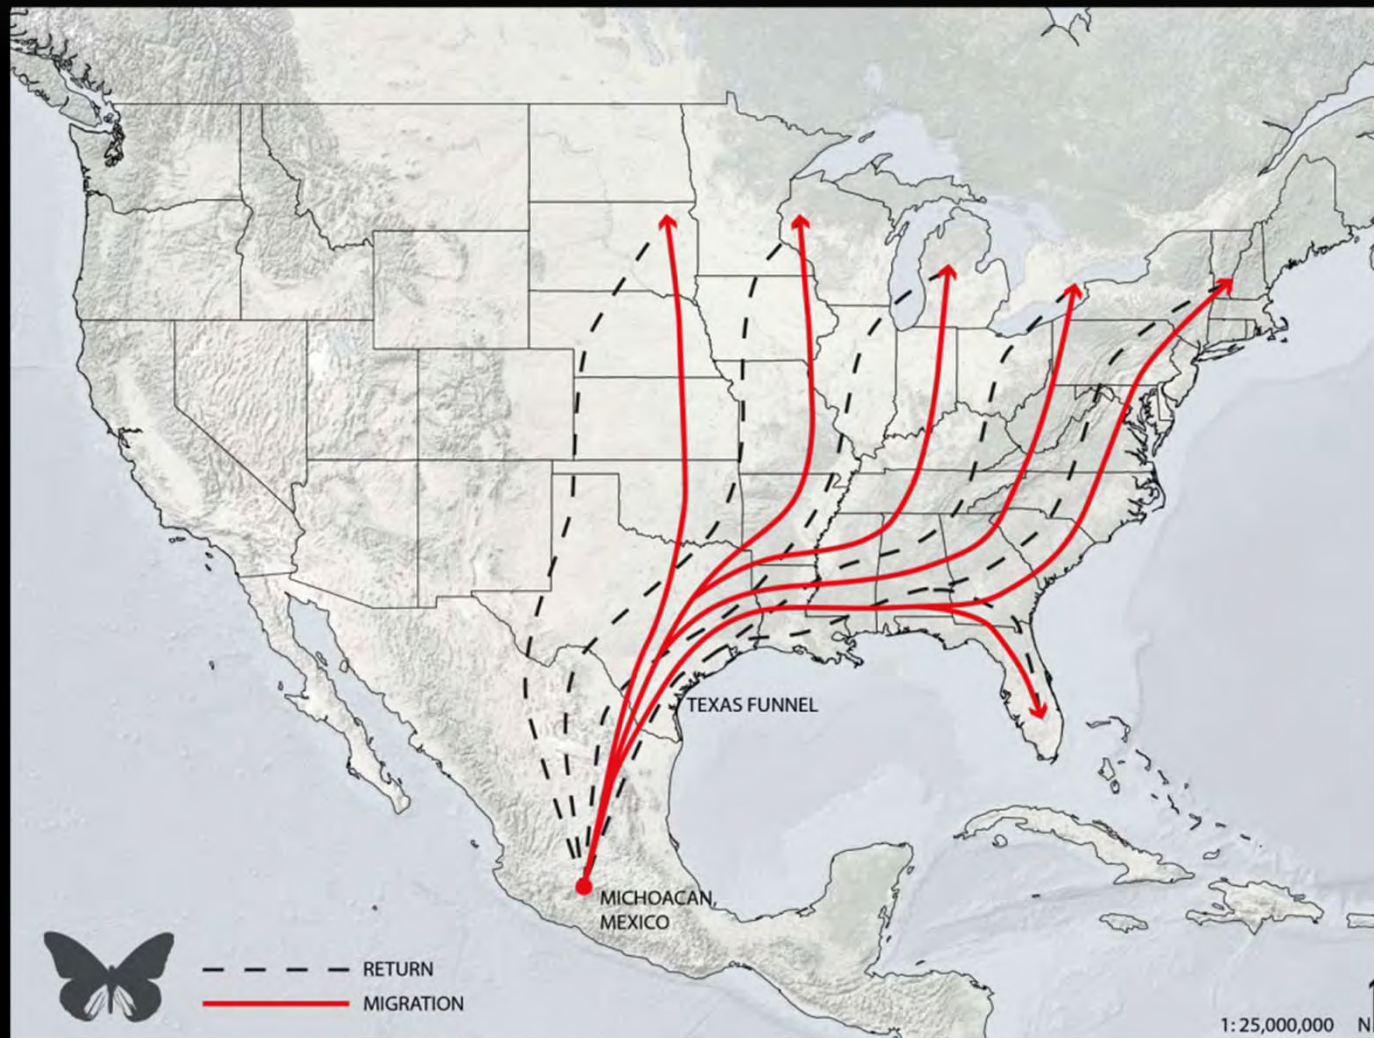 TEXAS FUNNEL
MICHOACAN,
MEXICO
RETURN
MIGRATION
1: 25,000,000 N